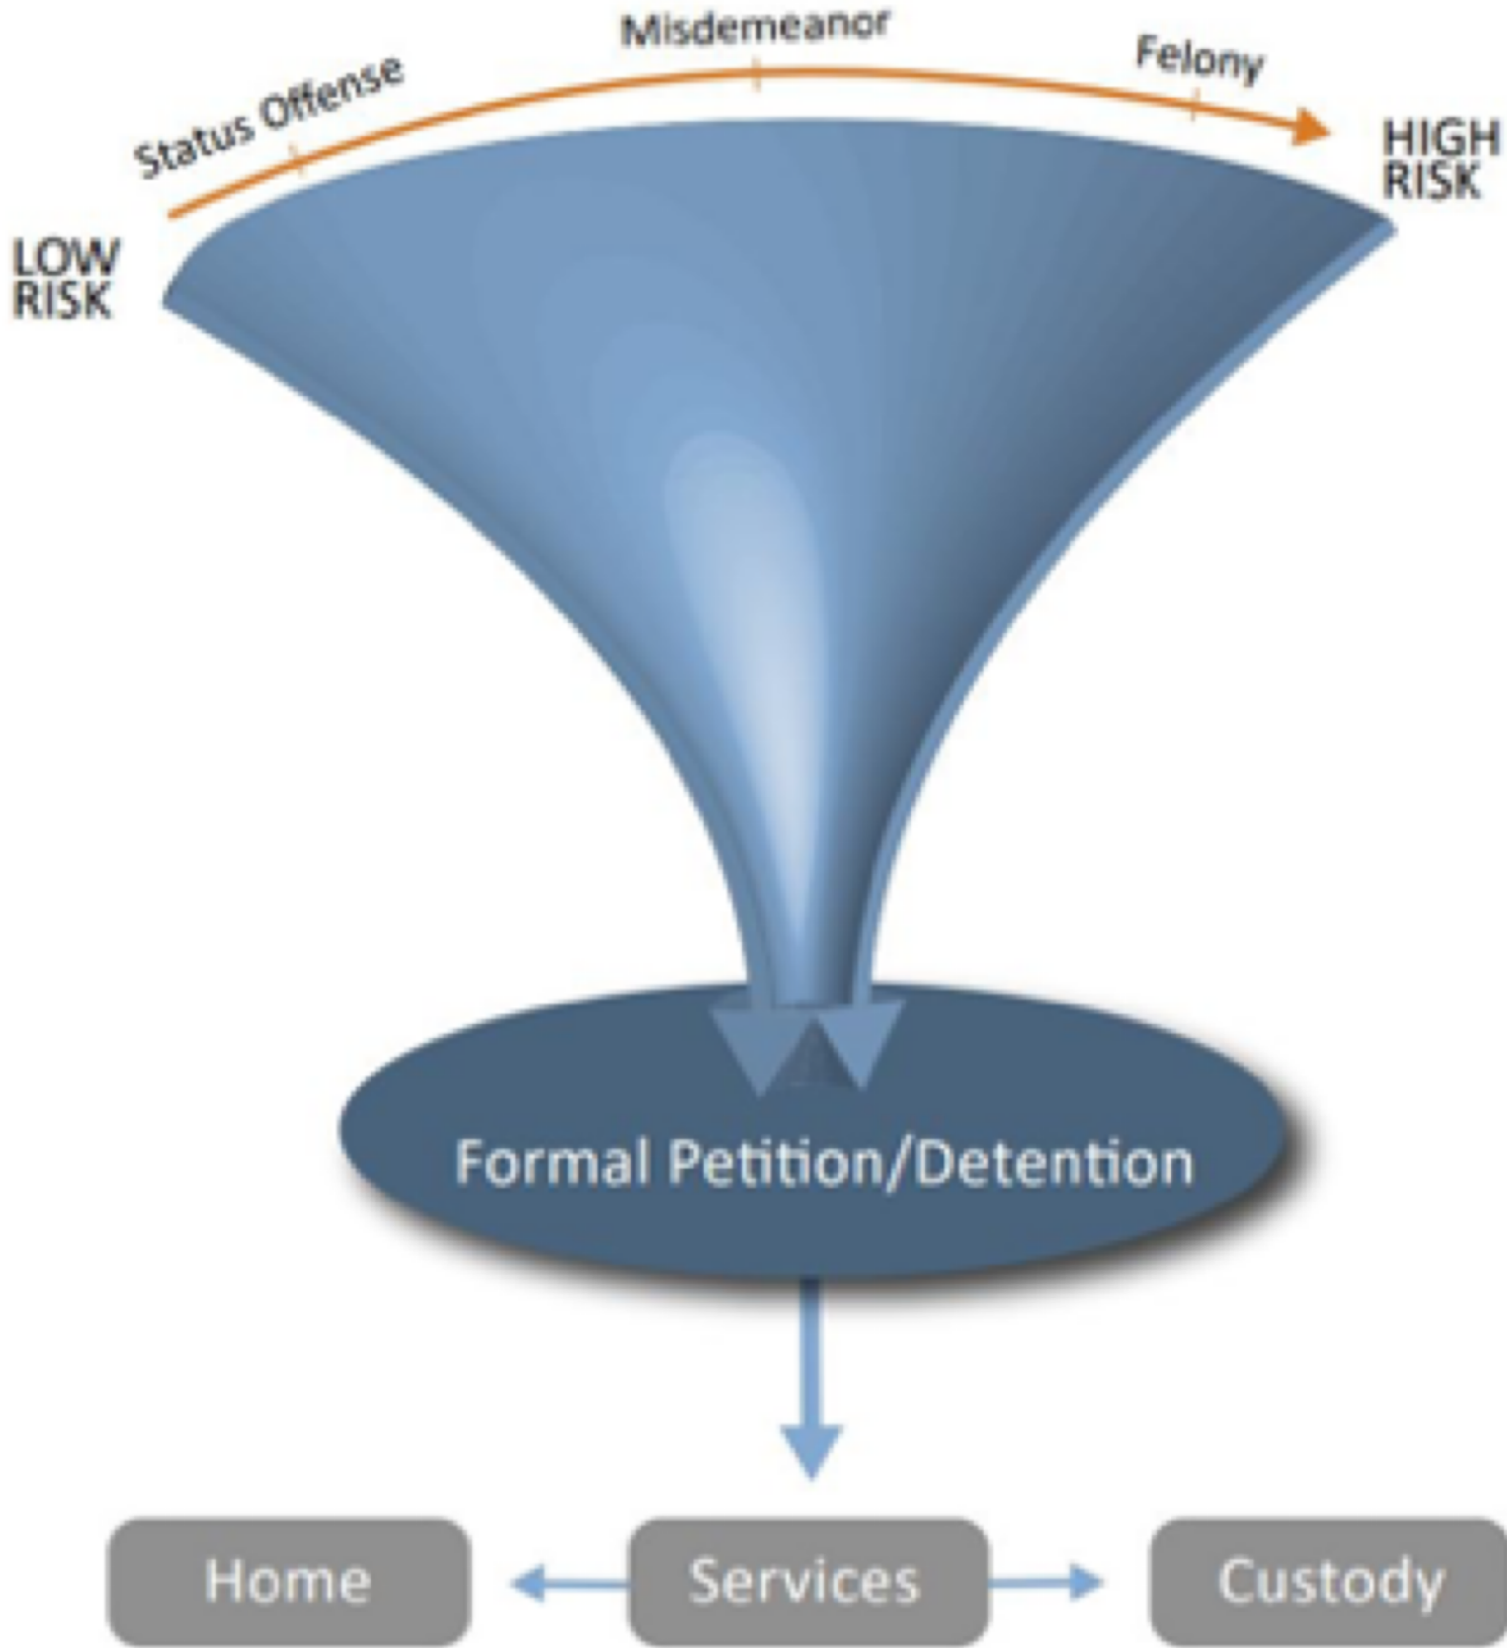 Misdemeanor
Status Offense
Felony
HIGH
RISK
LOW
RISK
Formal Petition/Detention
Home
Services
Custody